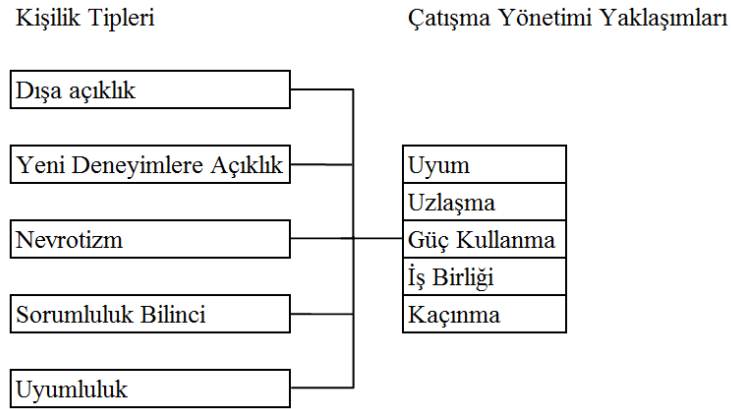 Kişilik Tipleri
Çatışma Yönetimi Yaklaşımları
Dışa açıklık
Yeni Deneyimlere Açıklık
Nevrotizm
Sorumluluk Bilinci
Uyumluluk
Uyum
Uzlaşma
Güç Kullanma
İş Birliği
Kaçınma